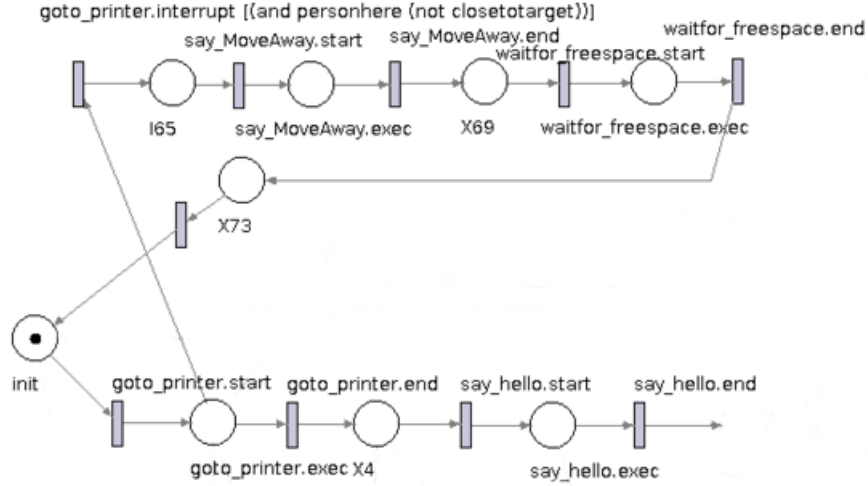 goto_printer.interrupt [(and personhere (not closetotarget))]
say_MoveAway.start
say_MoveAway.end
waitfor_freespace.start
waitfor_freespace.end
I65
say_MoveAway.exec
X69
waitfor_freespace.exec
X73
init
goto_printer.start
goto_printer.end
say_hello.start
say_hello.end
goto_printer.exec
X4
say_hello.exec